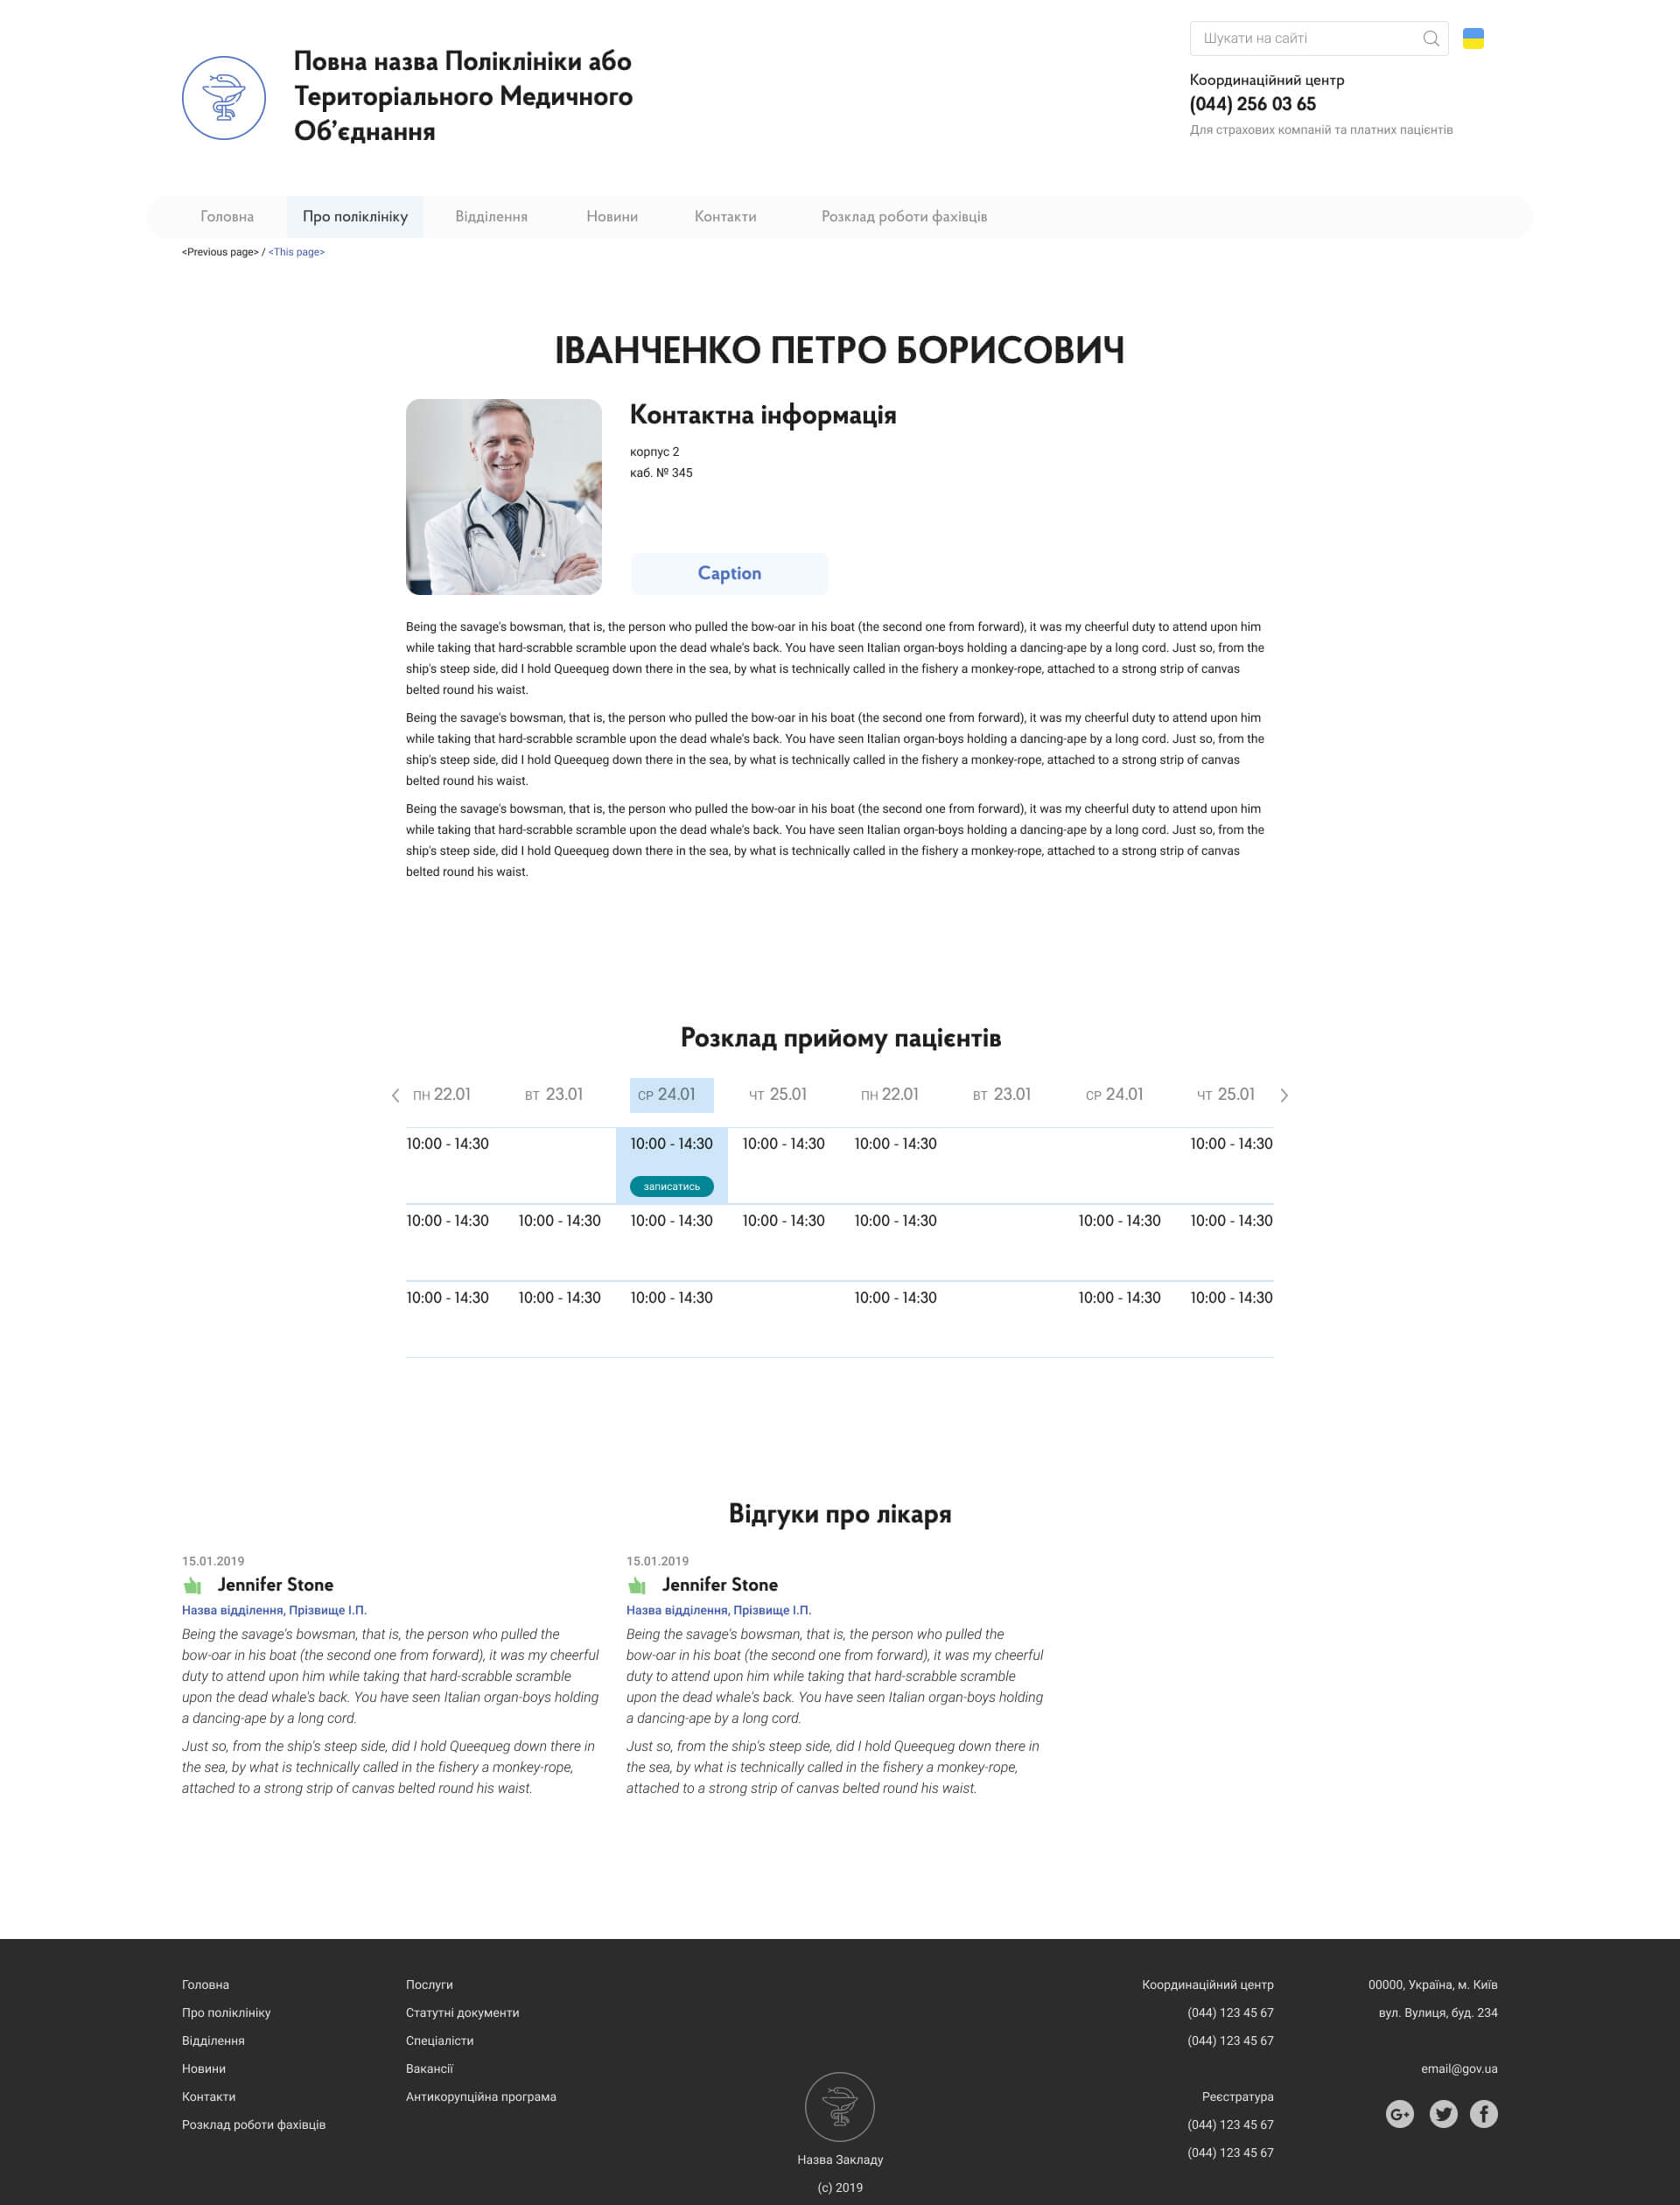 Повна назва Поліклініки або
Територіального Медичного
Об’єднання
Шукати на сайті
Координаційний центр
(044) 256 03 65
Для страхових компаній та платних пацієнтів
Головна Про поліклініку Відділення Новини Контакти Розклад роботи фахівців
<Previous page> / <This page>
ІВАНЧЕНКО ПЕТРО БОРИСОВИЧ
Контактна інформація
корпус 2
каб. № 345
Caption
Being the savage's bowsman, that is, the person who pulled the bow-oar in his boat (the second one from forward), it was my cheerful duty to attend upon him
while taking that hard-scrabble scramble upon the dead whale's back. You have seen Italian organ-boys holding a dancing-ape by a long cord. Just so, from the
ship's steep side, did I hold Queequeg down there in the sea, by what is technically called in the fishery a monkey-rope, attached to a strong strip of canvas
belted round his waist.
Being the savage's bowsman, that is, the person who pulled the bow-oar in his boat (the second one from forward), it was my cheerful duty to attend upon him
while taking that hard-scrabble scramble upon the dead whale's back. You have seen Italian organ-boys holding a dancing-ape by a long cord. Just so, from the
ship's steep side, did I hold Queequeg down there in the sea, by what is technically called in the fishery a monkey-rope, attached to a strong strip of canvas
belted round his waist.
Being the savage's bowsman, that is, the person who pulled the bow-oar in his boat (the second one from forward), it was my cheerful duty to attend upon him
while taking that hard-scrabble scramble upon the dead whale's back. You have seen Italian organ-boys holding a dancing-ape by a long cord. Just so, from the
ship's steep side, did I hold Queequeg down there in the sea, by what is technically called in the fishery a monkey-rope, attached to a strong strip of canvas
belted round his waist.
Розклад прийому пацієнтів
ПН 22.01 ВТ 23.01 СР 24.01 ЧТ 25.01 ПН 22.01 ВТ 23.01 СР 24.01 ЧТ 25.01
10:00 - 14:30 10:00 - 14:30 10:00 - 14:30 10:00 - 14:30 10:00 - 14:30
записатись
10:00 - 14:30 10:00 - 14:30 10:00 - 14:30 10:00 - 14:30 10:00 - 14:30 10:00 - 14:30 10:00 - 14:30
10:00 - 14:30 10:00 - 14:30 10:00 - 14:30 10:00 - 14:30 10:00 - 14:30 10:00 - 14:30
Відгуки про лікаря
15.01.2019
Jennifer Stone
Назва відділення, Прізвище І.П.
Being the savage's bowsman, that is, the person who pulled the
bow-oar in his boat (the second one from forward), it was my cheerful
duty to attend upon him while taking that hard-scrabble scramble
upon the dead whale's back. You have seen Italian organ-boys holding
a dancing-ape by a long cord.
Just so, from the ship's steep side, did I hold Queequeg down there in
the sea, by what is technically called in the fishery a monkey-rope,
attached to a strong strip of canvas belted round his waist.
15.01.2019
Jennifer Stone
Назва відділення, Прізвище І.П.
Being the savage's bowsman, that is, the person who pulled the
bow-oar in his boat (the second one from forward), it was my cheerful
duty to attend upon him while taking that hard-scrabble scramble
upon the dead whale's back. You have seen Italian organ-boys holding
a dancing-ape by a long cord.
Just so, from the ship's steep side, did I hold Queequeg down there in
the sea, by what is technically called in the fishery a monkey-rope,
attached to a strong strip of canvas belted round his waist.
Головна
Про поліклініку
Відділення
Новини
Контакти
Розклад роботи фахівців
Послуги
Статутні документи
Спеціалісти
Вакансії
Антикорупційна програма
Назва Закладу
(с) 2019
Координаційний центр
(044) 123 45 67
(044) 123 45 67
Реєстратура
(044) 123 45 67
(044) 123 45 67
00000, Україна, м. Київ
вул. Вулиця, буд. 234
email@gov.ua
G+
f